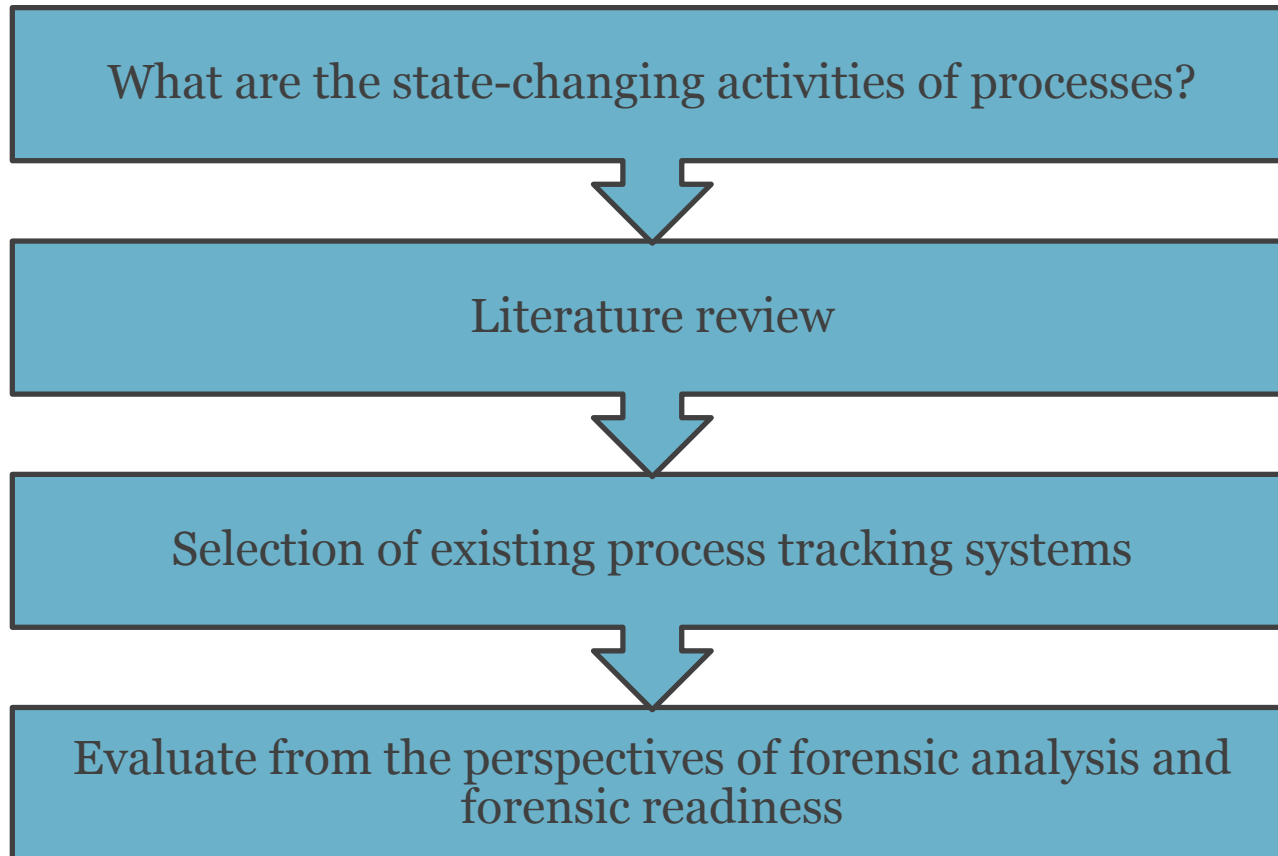 What are the state-changing activities of processes?
Literature review
Selection of existing process tracking systems
Evaluate from the perspectives of forensic analysis and
forensic readiness